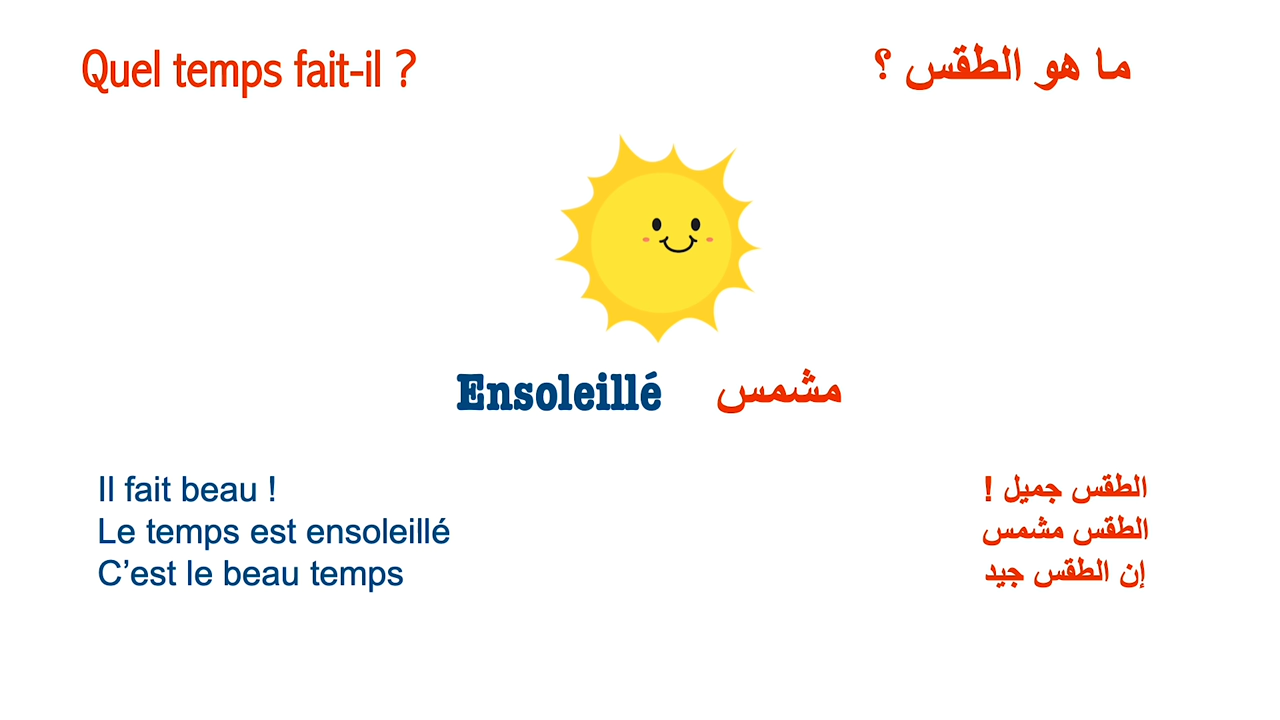 Quel temps fait-il ?
ما هو الطقس ؟
Ensoleillé
مشمس
Il fait beau !
Le temps est ensoleillé
C’est le beau temps
الطقس جميل !
الطقس مشمس
إن الطقس جيد